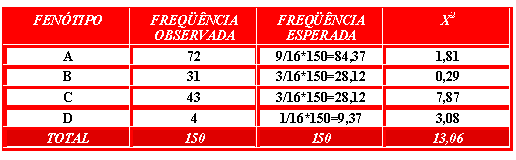 FENÓTIPO FREQÜÊNCIA OBSERVADA FREQÜÊNCIA ESPERADA X²
A 72 9/16*150=84,37 1,81
B 31 3/16*150=28,12 0,29
C 43 3/16*150=28,12 7,87
D 4 1/16*150=9,37 3,08
TOTAL 150 150 13,06